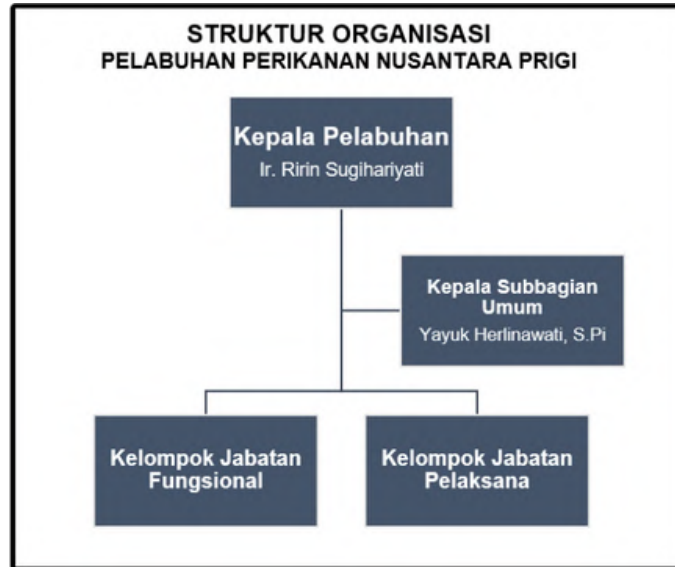 STRUKTUR ORGANISASI
PELABUHAN PERIKANAN NUSANTARA PRIGI
Kepala Pelabuhan
Ir. Ririn Sugihariyati
Kepala Subbagian
Umum
Yayuk Herlinawati, S.Pi
Kelompok Jabatan
Fungsional
Kelompok Jabatan
Pelaksana